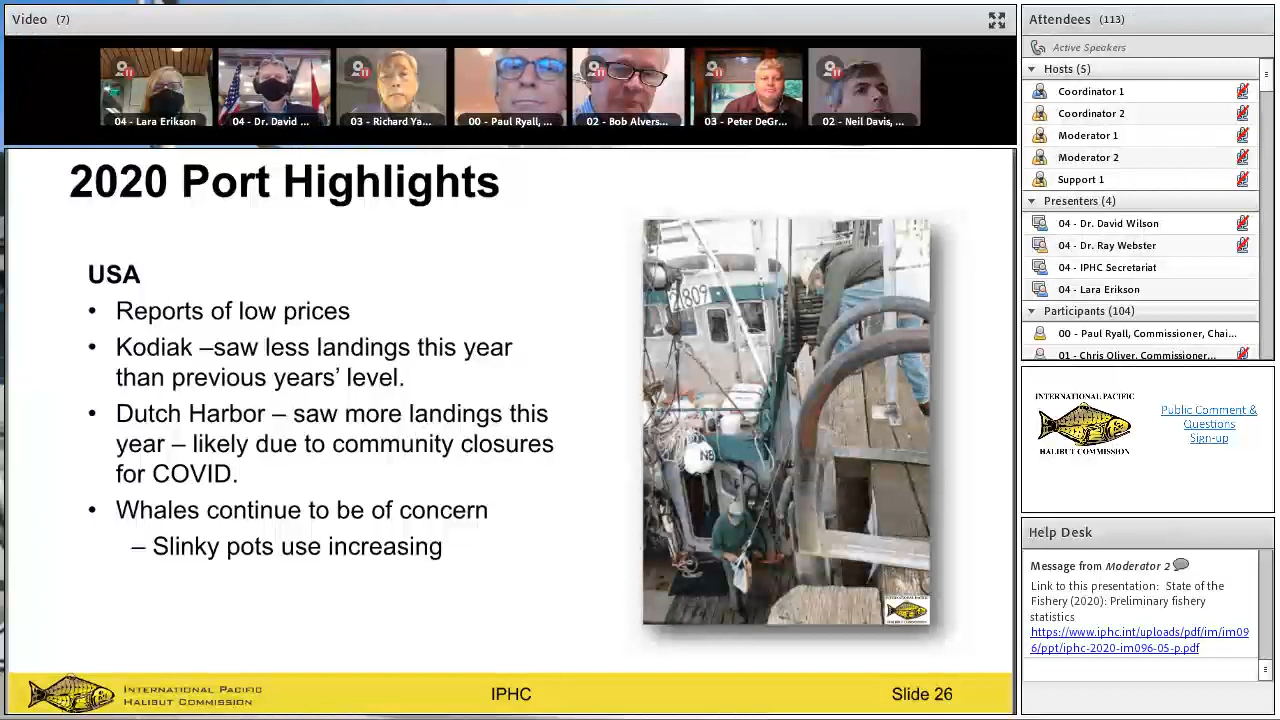 Video (7)
04 - Lara Erikson
04 - Dr. David ...
03 - Richard Ya...
00 - Paul Ryall, ...
02 - Bob Alvers...
03 - Peter DeGr...
02 - Neil Davis, ...
2020 Port Highlights
USA
• Reports of low prices
• Kodiak –saw less landings this year
than previous years’ level.
• Dutch Harbor – saw more landings this
year – likely due to community closures
for COVID.
• Whales continue to be of concern
– Slinky pots use increasing
21809
INTERNATIONAL PACIFIC
HALIBUT COMMISSION
IPHC
Slide 26
Attendees (113)
Active Speakers
Hosts (5)
Coordinator 1
Coordinator 2
Moderator 1
Moderator 2
Support 1
Presenters (4)
04 - Dr. David Wilson
04 - Dr. Ray Webster
04 - IPHC Secretariat
04 - Lara Erikson
Participants (104)
00 - Paul Ryall, Commissioner, Chai...
01 - Chris Oliver, Commissioner...
INTERNATIONAL PACIFIC
HALIBUT COMMISSION
Public Comment &
Questions
Sign-up
Help Desk
Message from Moderator 2
Link to this presentation: State of the
Fishery (2020): Preliminary fishery
statistics
https://www.iphc.int/uploads/pdf/im/im09
6/ppt/iphc-2020-im096-05-p.pdf